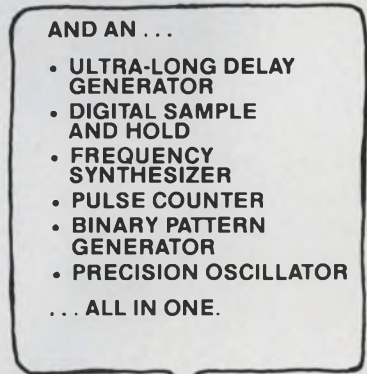 AND AN . . .
• ULTRA-LONG DELAY
GENERATOR
• DIGITAL SAMPLE
AND HOLD
• FREQUENCY
SYNTHESIZER
• PULSE COUNTER
• BINARY PATTERN
GENERATOR
• PRECISION OSCILLATOR
. . . ALL IN ONE.